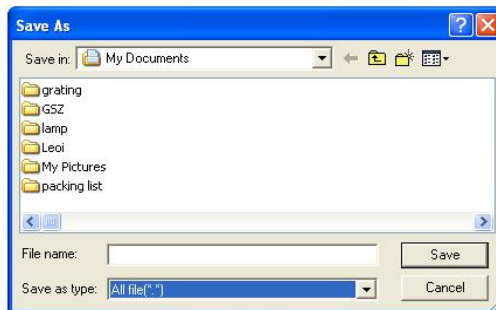 Save As
Save in: My Documents
grating
GSZ
lamp
Leoi
My Pictures
packing list
File name: Save
Save as type: All file(*.*) Cancel